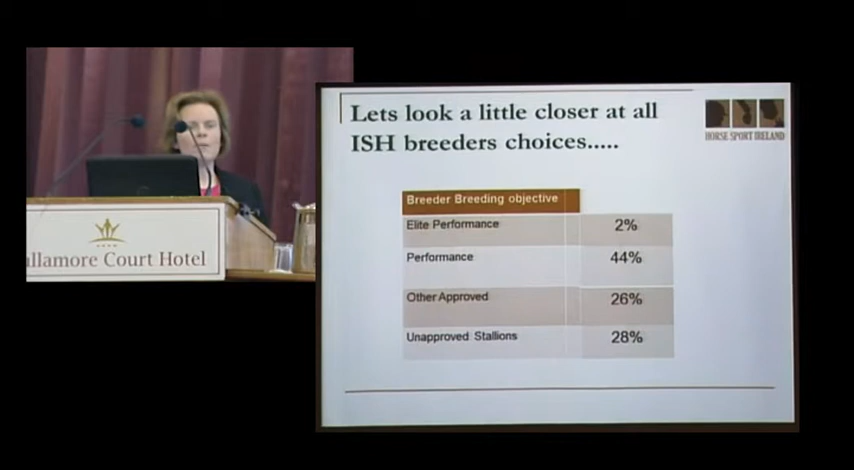 Lets look a little closer at all
ISH breeders choices.....
HORSE SPORT IRELAND
Breeder Breeding objective
Elite Performance 2%
Performance 44%
Other Approved 26%
Unapproved Stallions 28%
llamore Court Hotel